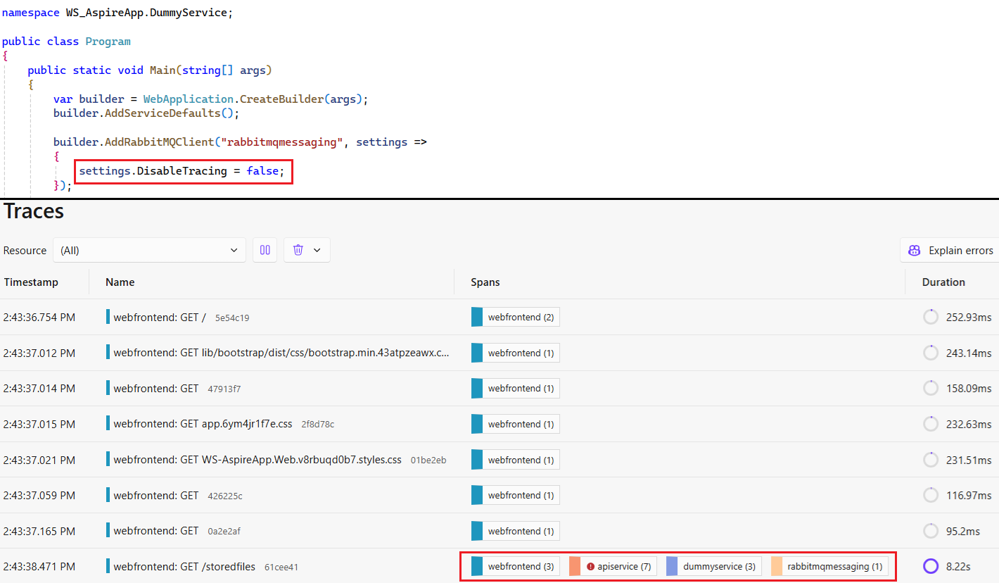 namespace WS_AspireApp.DummyService;
public class Program
{
public static void Main(string[] args)
{
var builder = WebApplication.CreateBuilder(args);
builder.AddServiceDefaults();
builder.AddRabbitMQClient("rabbitmqmessaging", settings =>
{
settings.DisableTracing = false;
});
Traces
Resource (All) Explain errors
Timestamp Name Spans Duration
2:43:36.754 PM webfrontend: GET / 5e54c19 webfrontend (2) 252.93ms
2:43:37.012 PM webfrontend: GET lib/bootstrap/dist/css/bootstrap.min.43atpzeawx.c... webfrontend (1) 243.14ms
2:43:37.014 PM webfrontend: GET 47913f7 webfrontend (1) 158.09ms
2:43:37.015 PM webfrontend: GET app.6ym4jr1f7e.css 2f8d78c webfrontend (1) 232.63ms
2:43:37.021 PM webfrontend: GET WS-AspireApp.Web.v8rbuqd0b7.styles.css 01be2eb webfrontend (1) 231.51ms
2:43:37.059 PM webfrontend: GET 426225c webfrontend (1) 116.97ms
2:43:37.165 PM webfrontend: GET 0a2e2af webfrontend (1) 95.2ms
2:43:38.471 PM webfrontend: GET /storedfiles 61cee41 webfrontend (3) apiservice (7) dummyservice (3) rabbitmqmessaging (1) 8.22s